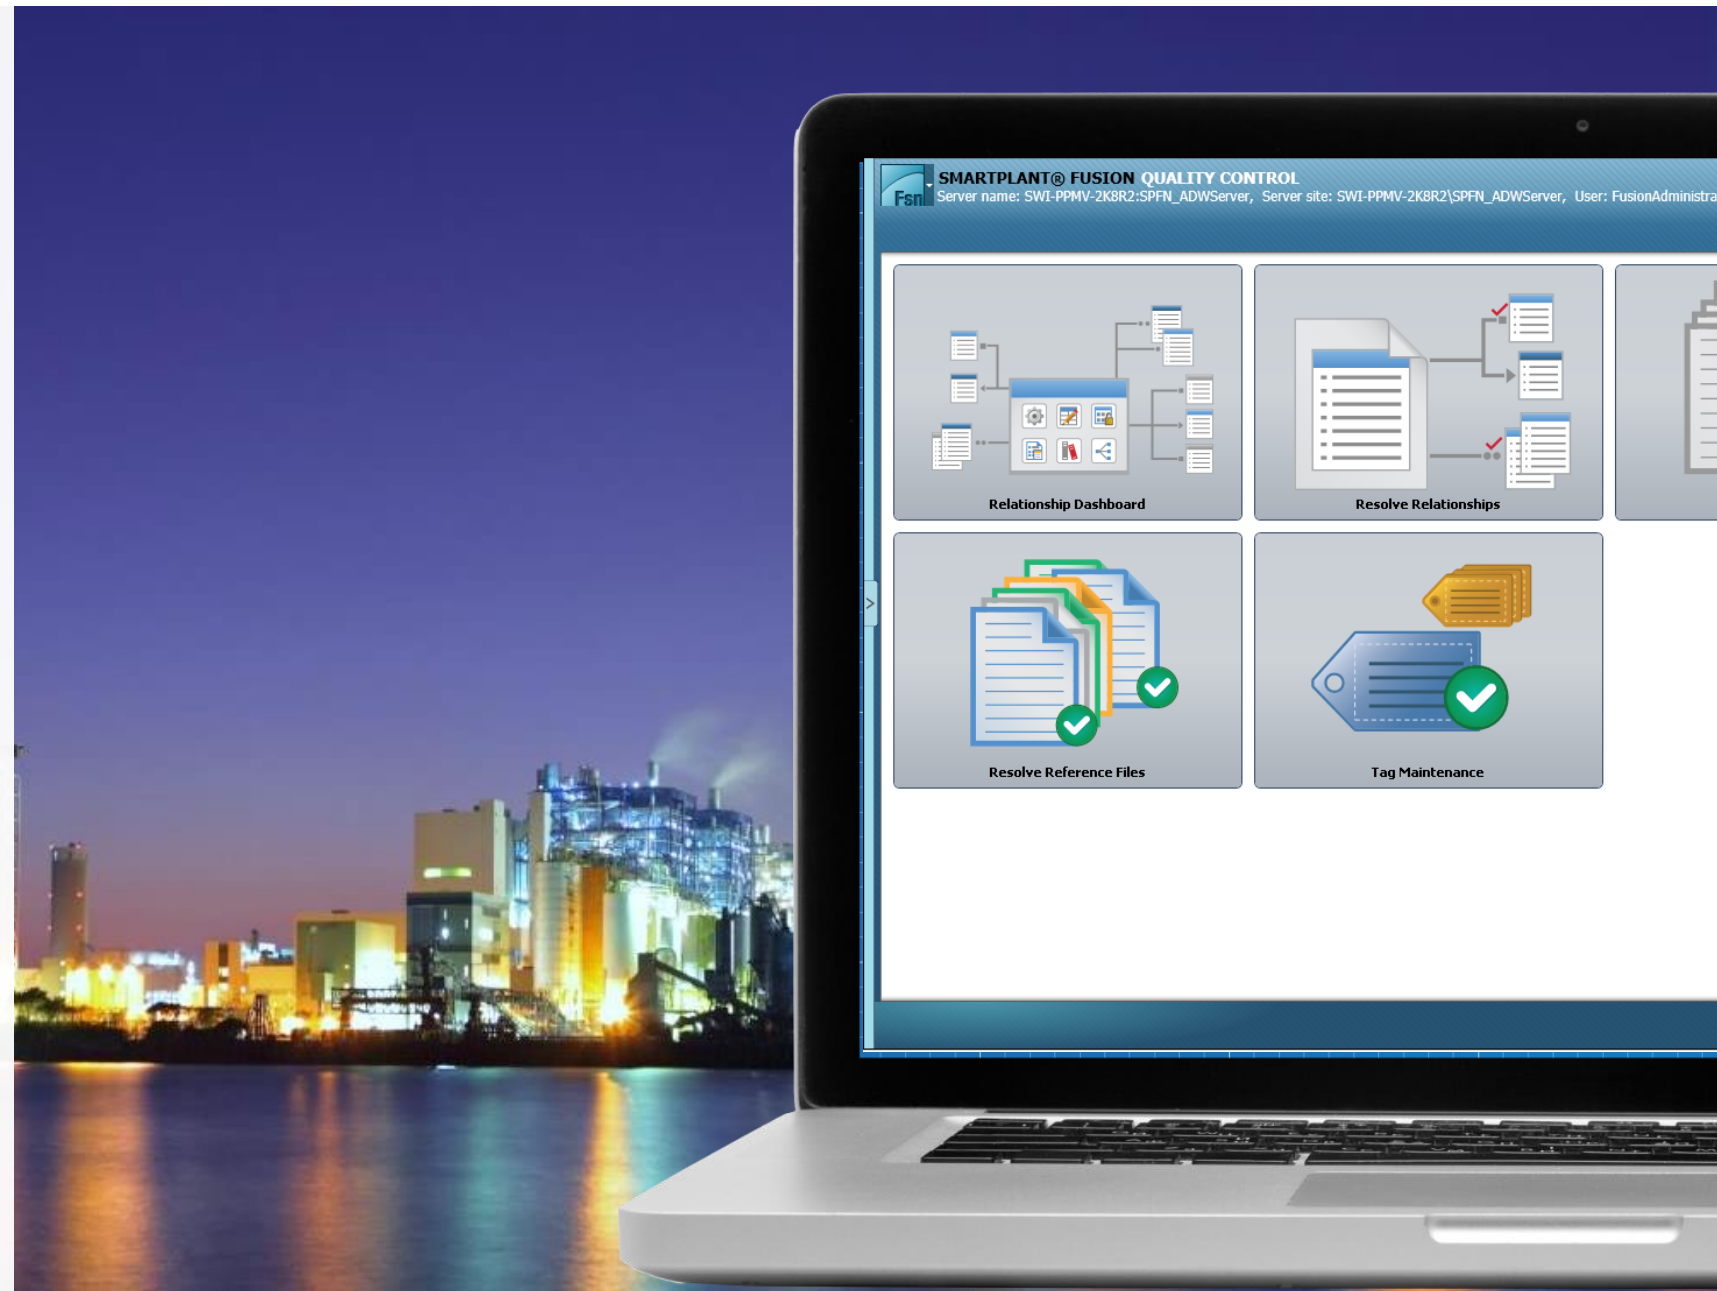 Fsn
SMARTPLANT® FUSION QUALITY CONTROL
Server name: SWI-PPMV-2K8R2:SPFN_ADWServer, Server site: SWI-PPMV-2K8R2\SPFN_ADWServer, User: FusionAdministra
Relationship Dashboard
Resolve Relationships
Resolve Reference Files
Tag Maintenance